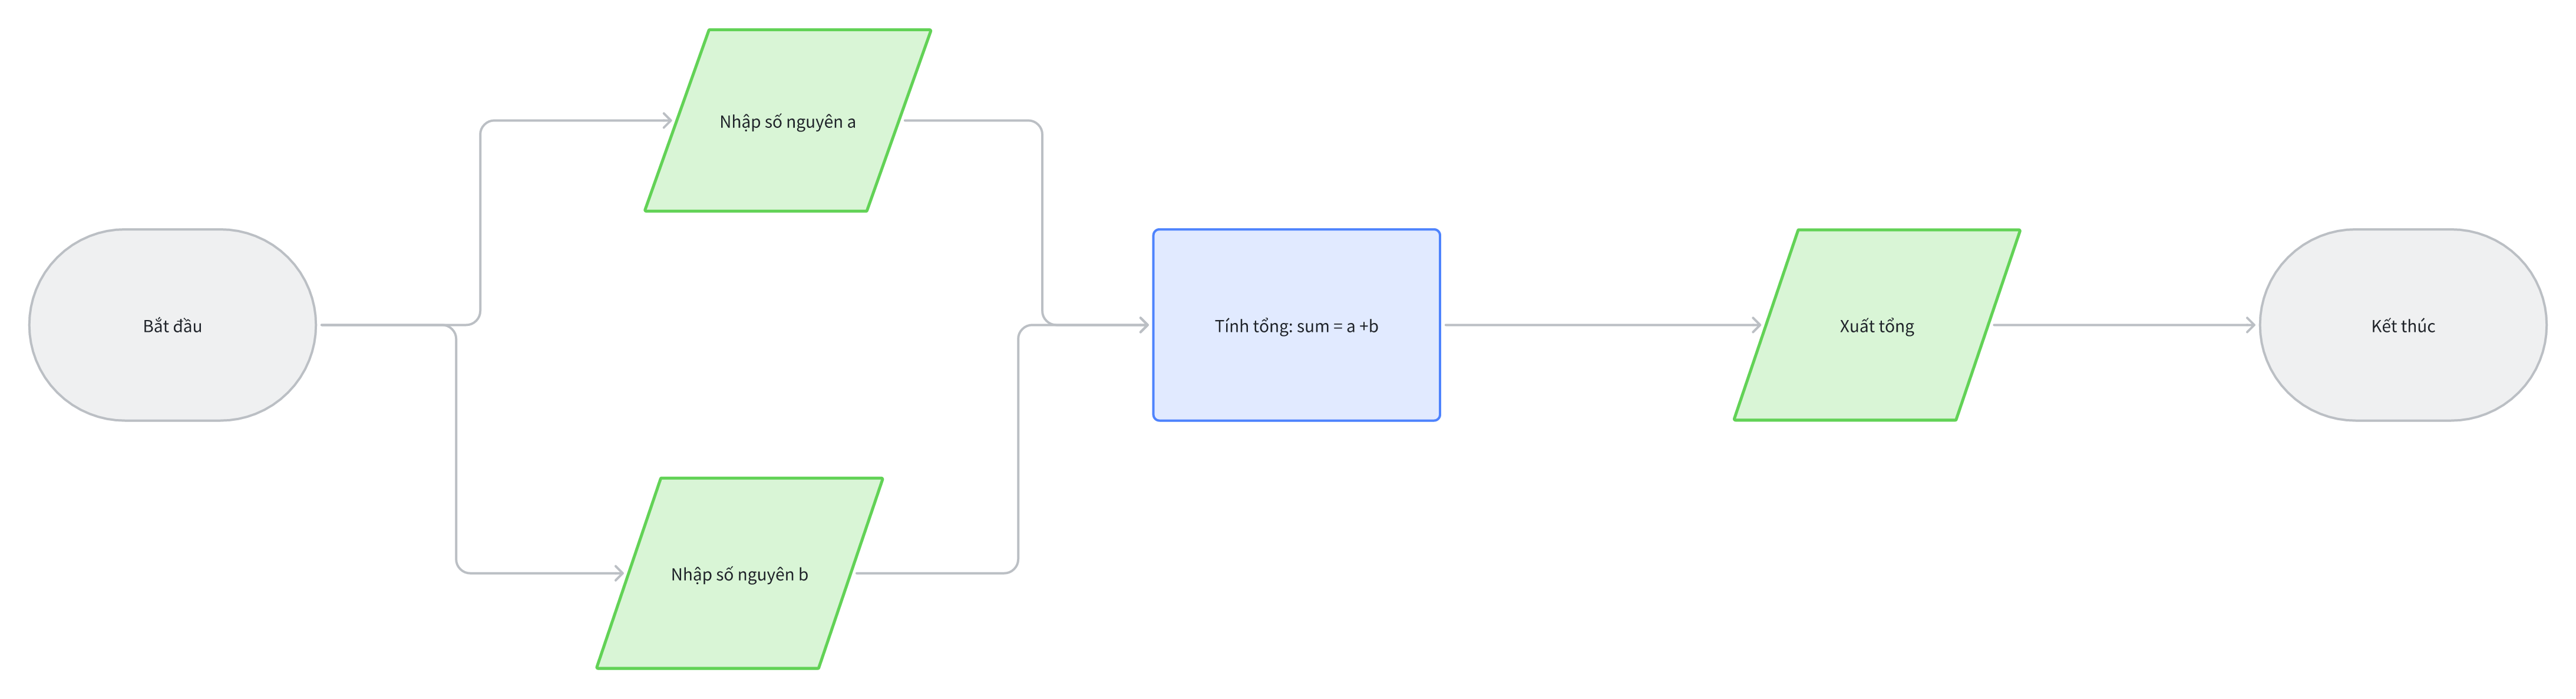 Nhập số nguyên a
Bắt đầu
Tính tổng: sum = a +b
Xuất tổng
Kết thúc
Nhập số nguyên b